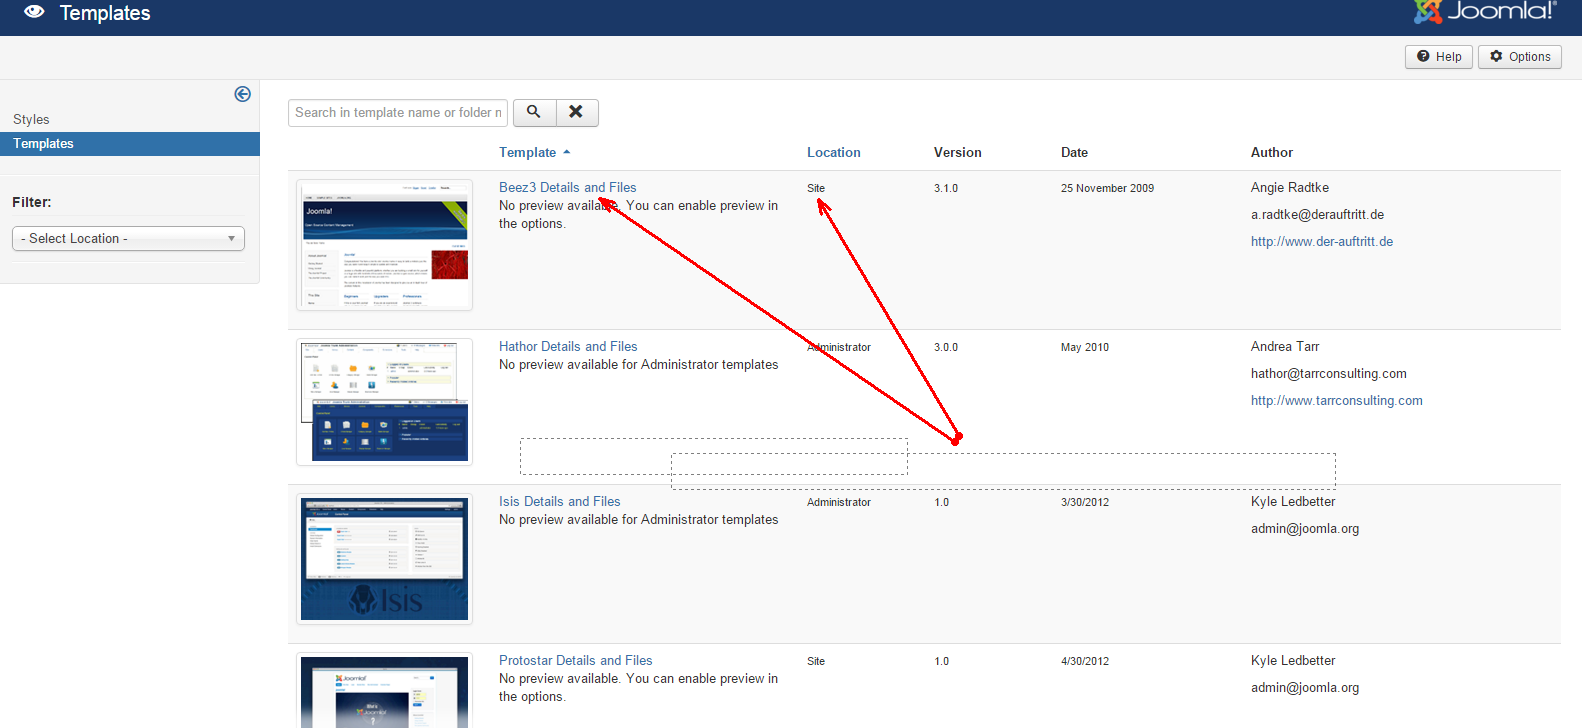 Templates
Joomla!®
Help
Options
Styles
Templates
Filter:
- Select Location -
Search in template name or folder n
Template
Location
Version
Date
Author
Beez3 Details and Files
No preview available. You can enable preview in
the options.
Site
3.1.0
25 November 2009
Angie Radtke
a.radtke@derauftritt.de
http://www.der-auftritt.de
Joomla!
Hathor Details and Files
No preview available for Administrator templates
Administrator
3.0.0
May 2010
Andrea Tarr
hathor@tarrconsulting.com
http://www.tarrconsulting.com
Isis Details and Files
No preview available for Administrator templates
Administrator
1.0
3/30/2012
Kyle Ledbetter
admin@joomla.org
Isis
Protostar Details and Files
No preview available. You can enable preview in
the options.
Site
1.0
4/30/2012
Kyle Ledbetter
admin@joomla.org
Joomla!
Joomla!